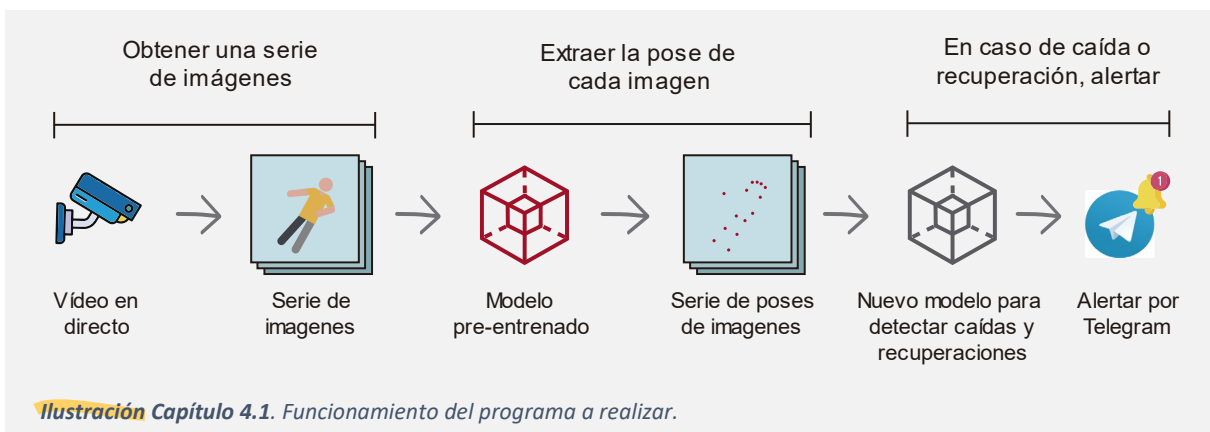 Obtener una serie
de imágenes
Extraer la pose de
cada imagen
En caso de caída o
recuperación, alertar
1
Vídeo en
directo
Serie de
imagenes
Modelo
pre-entrenado
Serie de poses
de imagenes
Nuevo modelo para
detectar caídas y
recuperaciones
Alertar por
Telegram
Ilustración Capítulo 4.1. Funcionamiento del programa a realizar.